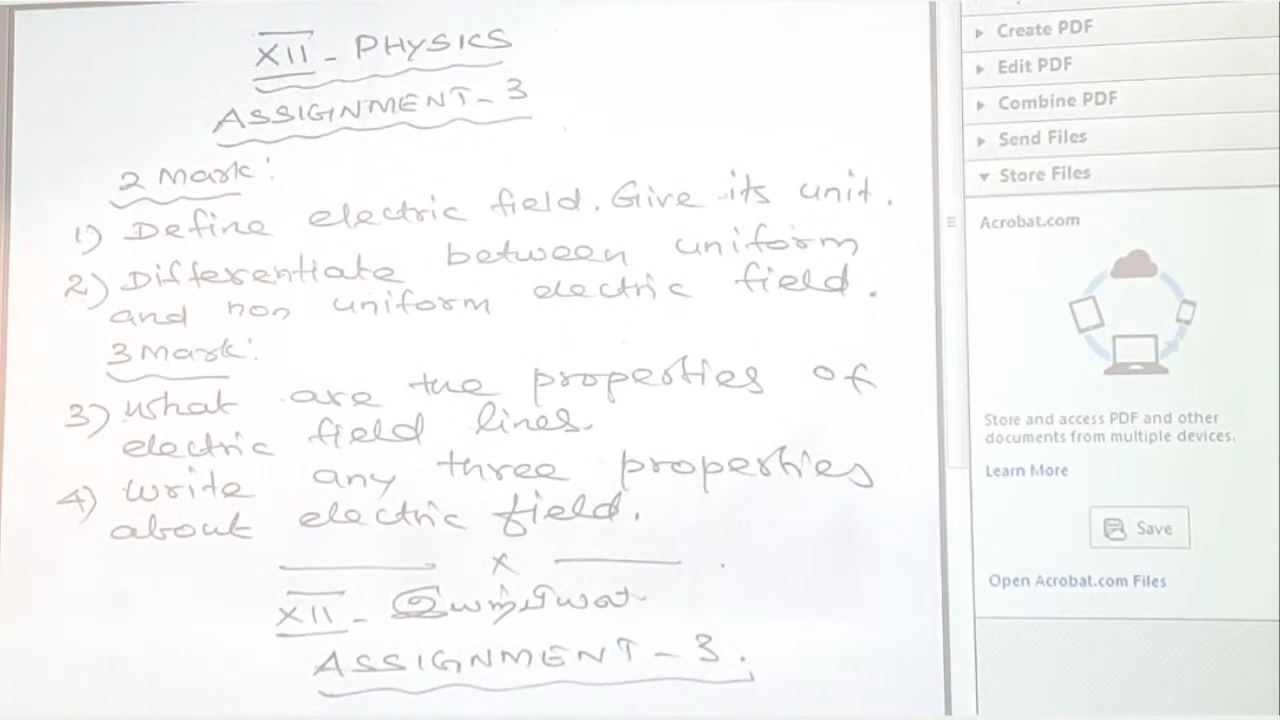 XII - PHYSICS
ASSIGNMENT - 3
2 Mark:
1) Define electric field. Give its unit.
2) Differentiate between uniform
and non uniform electric field.
3 Mark:
3) What are the properties of
electric field lines
4) Write any three properties
about electric field.
x
XII - இயற்பியல்
ASSIGNMENT - 3.
Create PDF
Edit PDF
Combine PDF
Send Files
Store Files
Acrobat.com
Store and access PDF and other
documents from multiple devices.
Learn More
Save
Open Acrobat.com Files